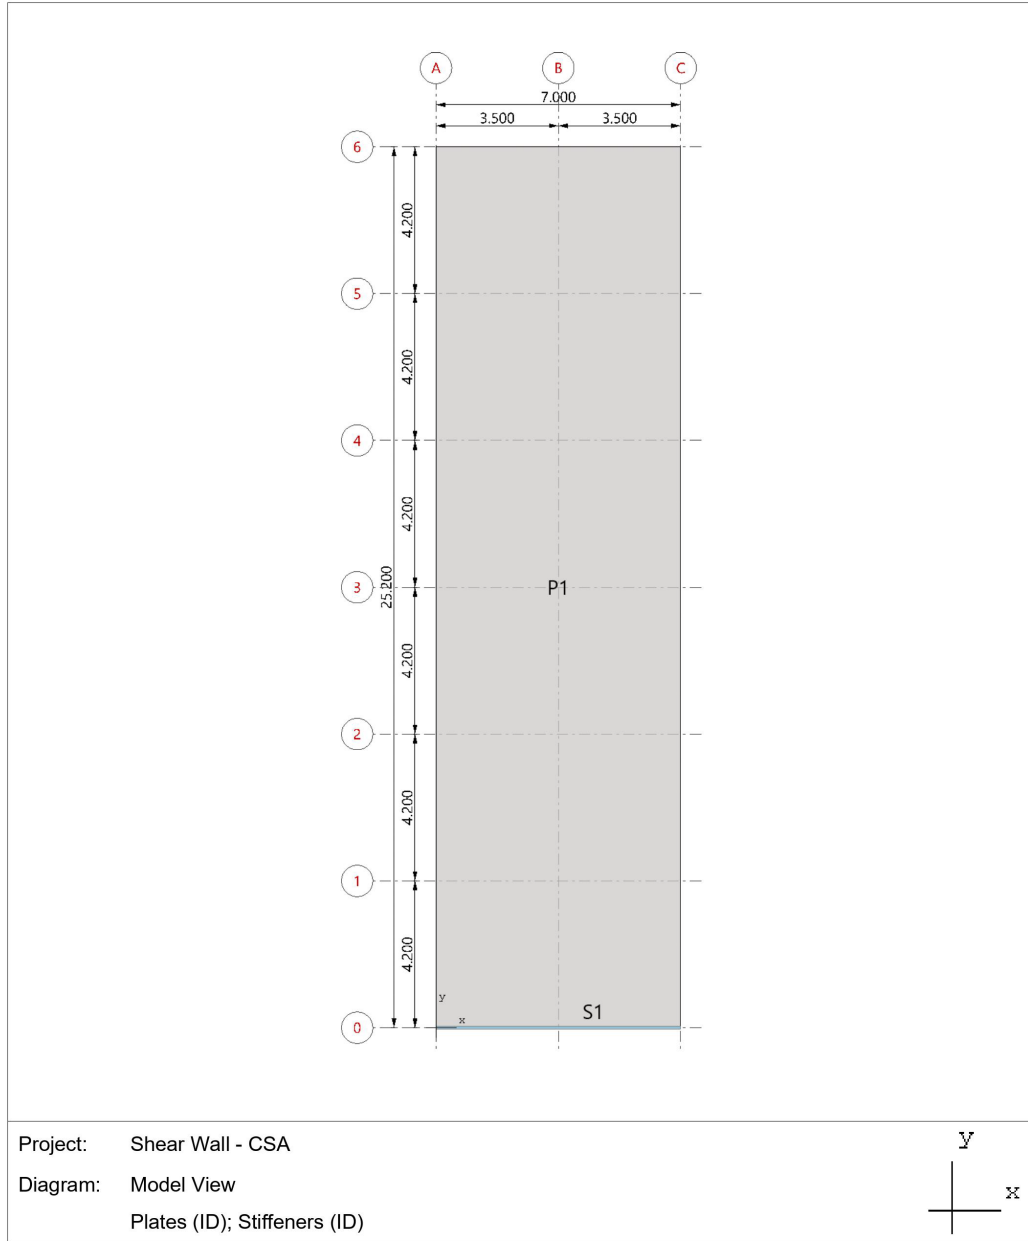 A B C
7.000
3.500 3.500
6
4.200
5
4.200
4
4.200
3
25.200
P1
4.200
2
4.200
1
4.200
y
x
S1
0
Project: Shear Wall - CSA
Diagram: Model View
Plates (ID); Stiffeners (ID)
y
x